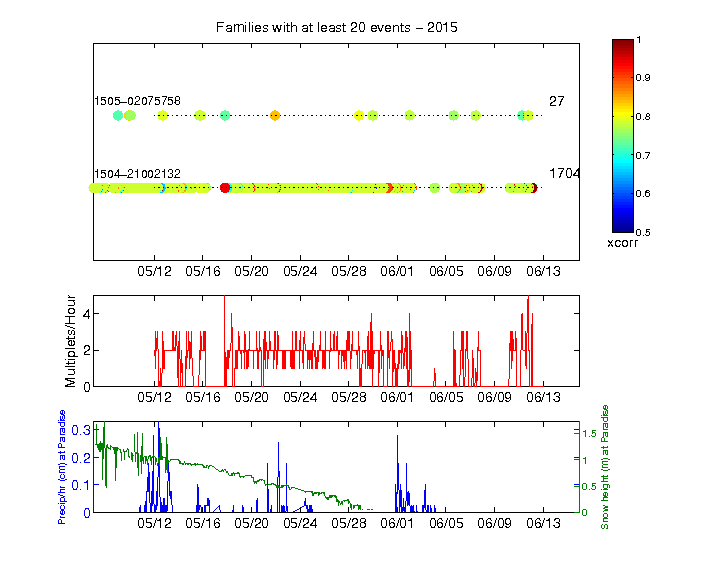 Families with at least 20 events − 2015
1505−02075758
27
1504−21002132
1704
05/12 05/16 05/20 05/24 05/28 06/01 06/05 06/09 06/13
1
0.9
0.8
0.7
0.6
0.5
xcorr
Multiplets/Hour
4
2
0
05/12 05/16 05/20 05/24 05/28 06/01 06/05 06/09 06/13
Precip/hr (cm) at Paradise
0.3
0.2
0.1
0
1.5
1
0.5
0
Snow height (m) at Paradise
05/12 05/16 05/20 05/24 05/28 06/01 06/05 06/09 06/13